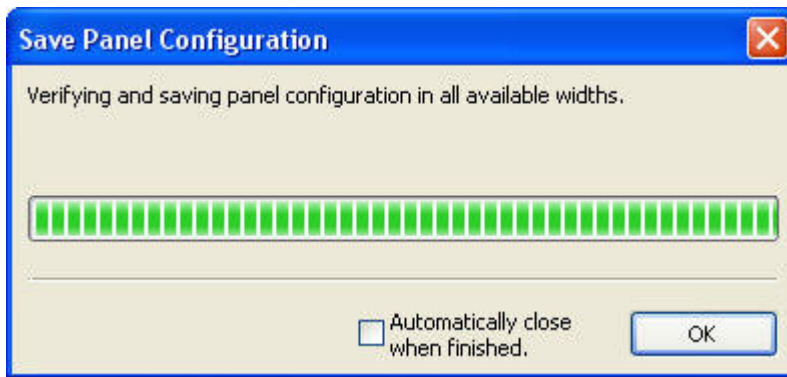 Save Panel Configuration
Verifying and saving panel configuration in all available widths.
Automatically close
when finished.
OK